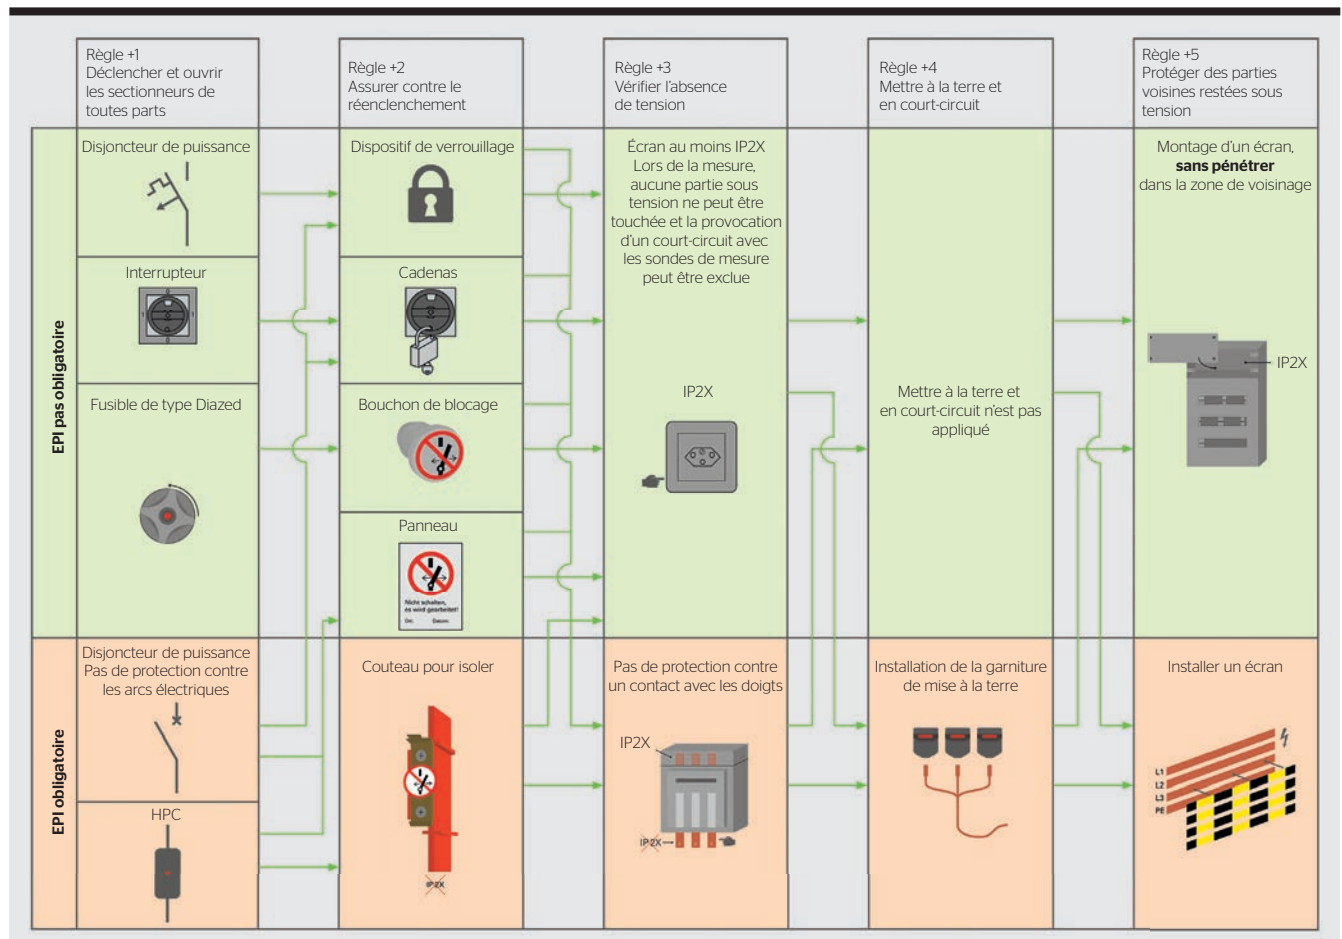 Règle +1
Déclencher et ouvrir
les sectionneurs de
toutes parts
Règle +2
Assurer contre le
réenclenchement
Règle +3
Vérifier l'absence
de tension
Règle +4
Mettre à la terre et
en court-circuit
Règle +5
Protéger des parties
voisines restées sous
tension
EPI pas obligatoire
Disjoncteur de puissance
Interrupteur
Fusible de type Diazed
Dispositif de verrouillage
Cadenas
Bouchon de blocage
Panneau
Nicht schalten,
es wird gearbeitet!
Ort: Datum:
Écran au moins IP2X
Lors de la mesure,
aucune partie sous
tension ne peut être
touchée et la provocation
d'un court-circuit avec
les sondes de mesure
peut être exclue
IP2X
Mettre à la terre et
en court-circuit n'est pas
appliqué
Montage d'un écran,
sans pénétrer
dans la zone de voisinage
IP2X
EPI obligatoire
Disjoncteur de puissance
Pas de protection contre
les arcs électriques
HPC
Couteau pour isoler
IP2X
Pas de protection contre
un contact avec les doigts
IP2X
IP2X
Installation de la garniture
de mise à la terre
Installer un écran
L1
L2
L3
PE